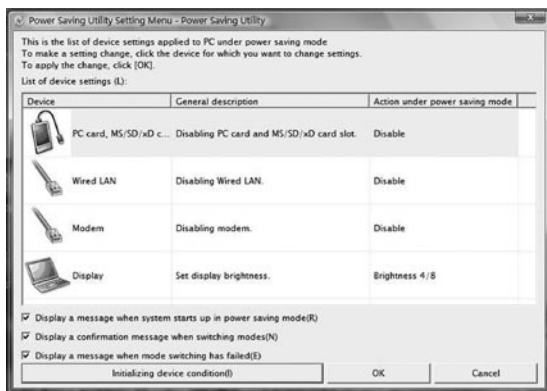 Power Saving Utility Setting Menu - Power Saving Utility
This is the list of device settings applied to PC under power saving mode
To make a setting change, click the device for which you want to change settings.
To apply the change, click [OK].
List of device settings (L):
Device General description Action under power saving mode
PC card, MS/SD/xD c... Disabling PC card and MS/SD/xD card slot. Disable
Wired LAN Disabling Wired LAN. Disable
Modem Disabling modem. Disable
Display Set display brightness. Brightness 4/8
Display a message when system starts up in power saving mode(R)
Display a confirmation message when switching modes(N)
Display a message when mode switching has failed(E)
Initializing device condition(I) OK Cancel